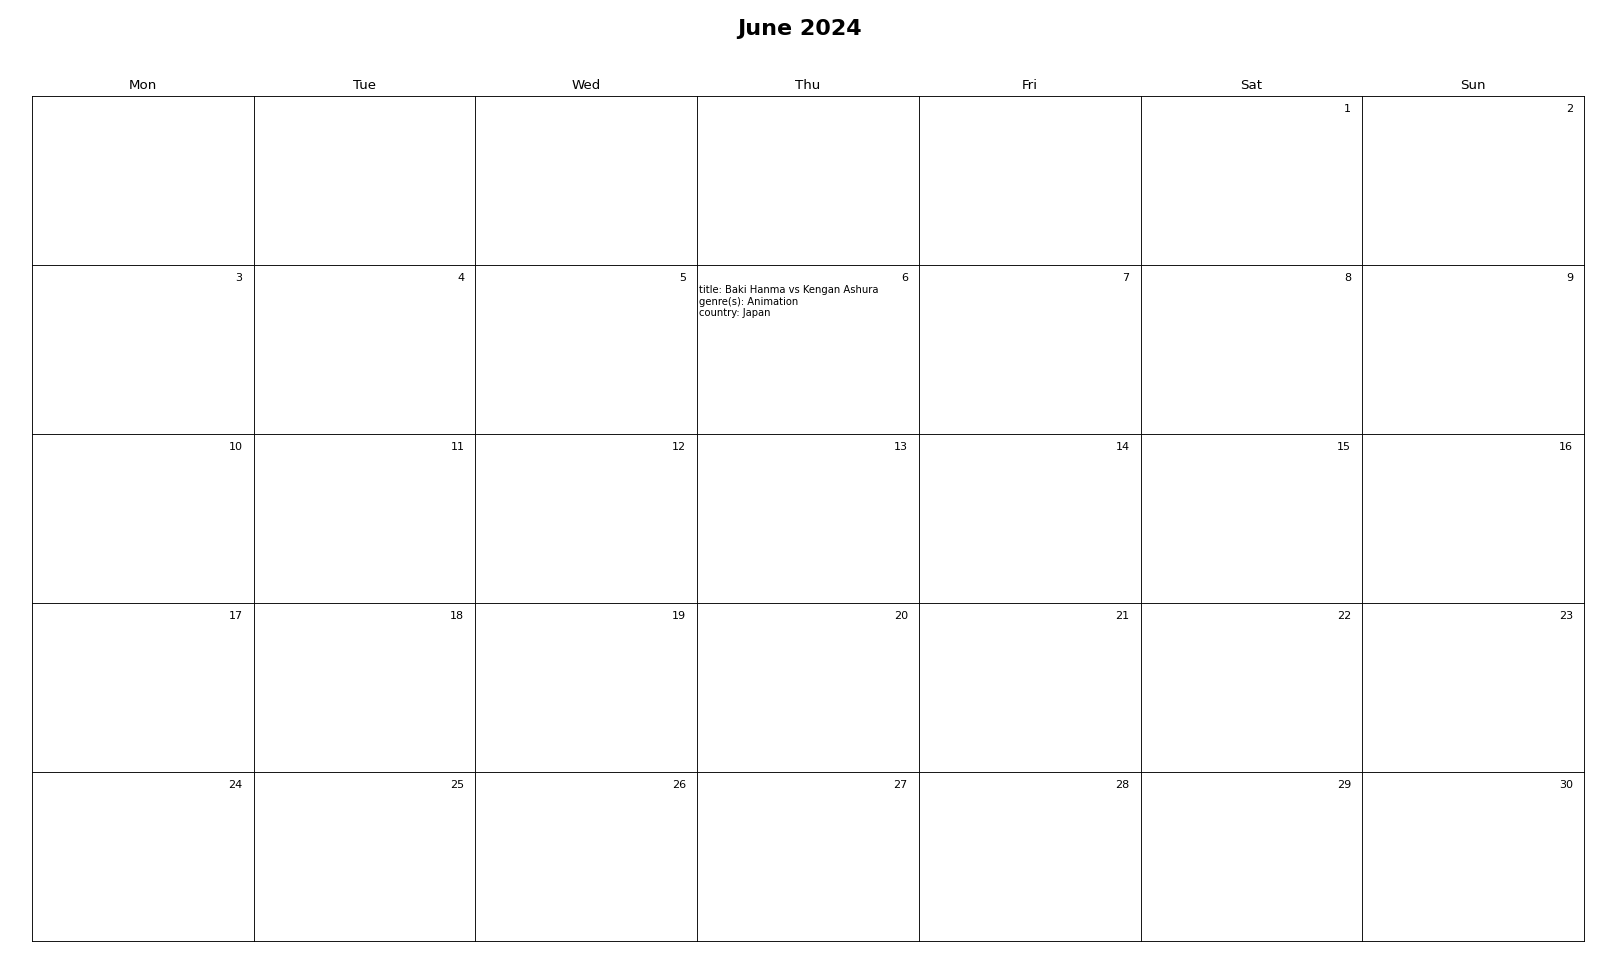 June 2024
Mon Tue Wed Thu Fri Sat Sun
1 2
3 4 5 6 7 8 9
title: Baki Hanma vs Kengan Ashura
genre(s): Animation
country: Japan
10 11 12 13 14 15 16
17 18 19 20 21 22 23
24 25 26 27 28 29 30